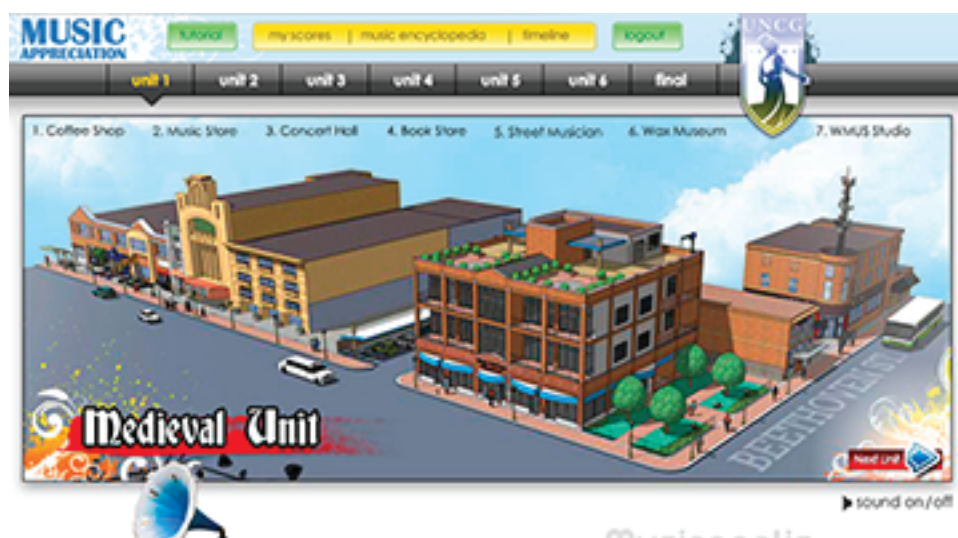 MUSIC
APPRECIATION
tutorial
my scores | music encyclopedia | timeline
logout
UNCG
unit 1 unit 2 unit 3 unit 4 unit 5 unit 6 final
1. Coffee Shop 2. Music Store 3. Concert Hall 4. Book Store 5. Street Musician 6. Wax Museum 7. WMUS Studio
BEETHOVEN ST
Medieval Unit
Next Unit
sound on/off